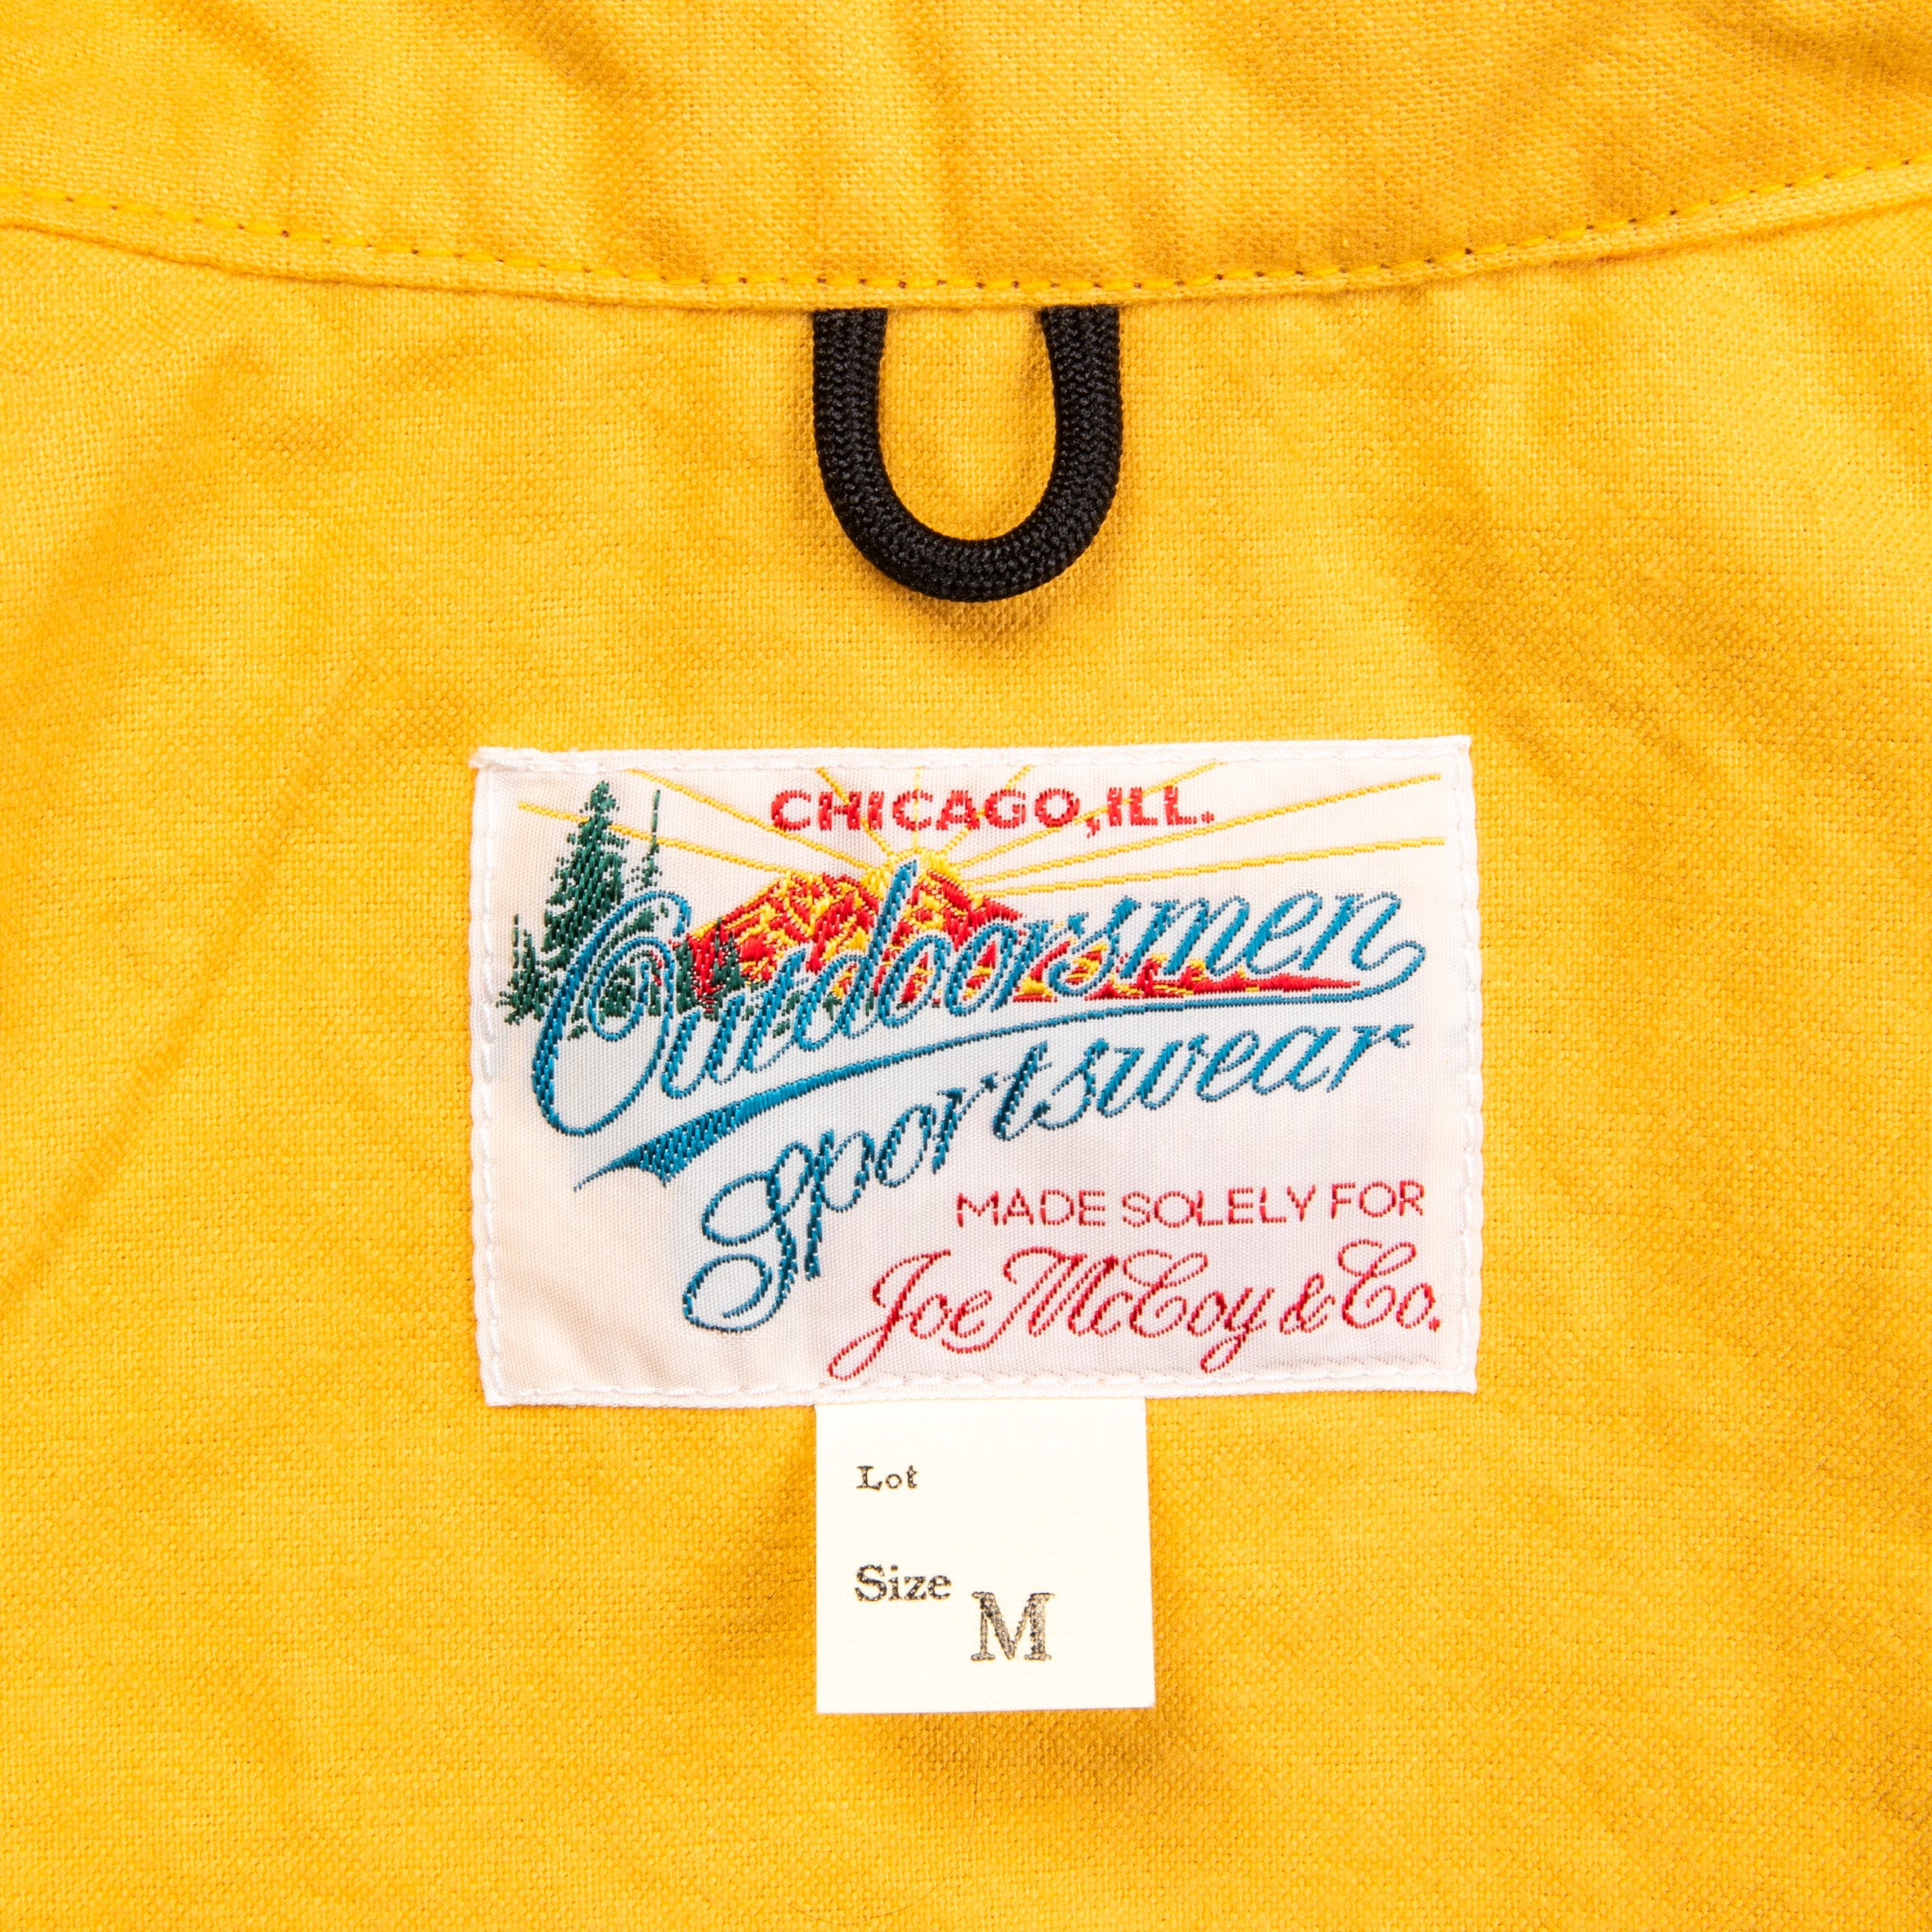 CHICAGO, ILL.
Outdoorsmen
Sportswear
MADE SOLELY FOR
Joe McCoy & Co.
Lot
Size M